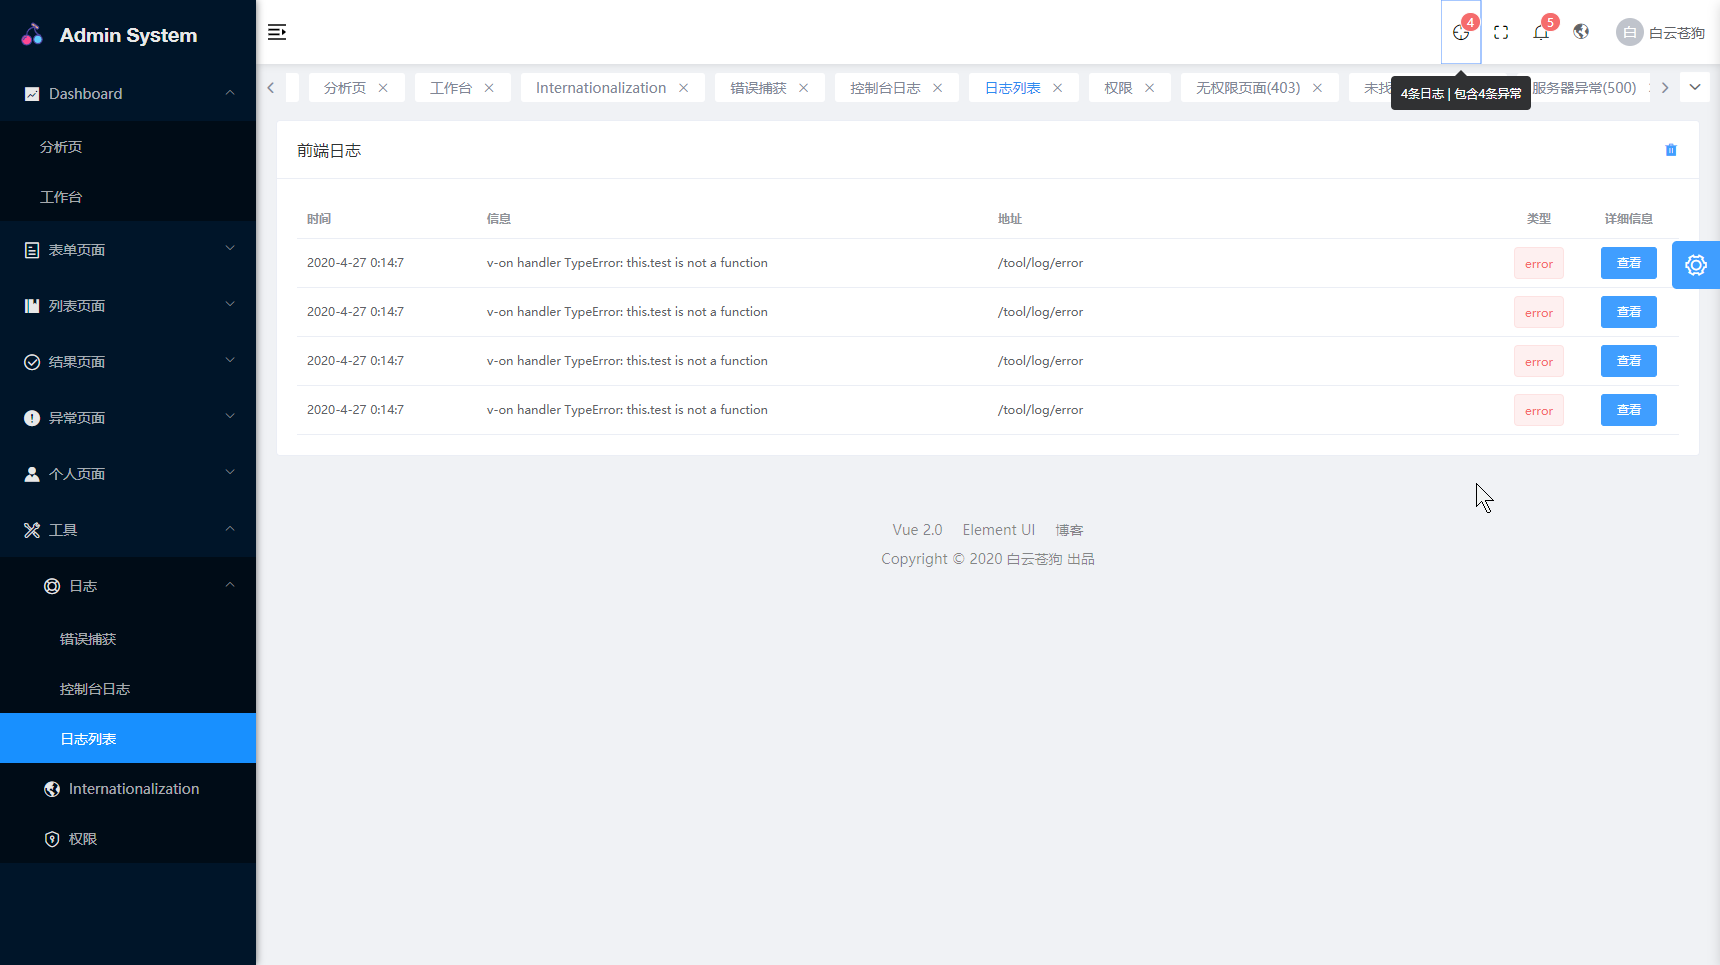 Admin System
4
5
白 白云苍狗
Dashboard
分析页
工作台
表单页面
列表页面
结果页面
异常页面
个人页面
工具
日志
错误捕获
控制台日志
日志列表
Internationalization
权限
分析页 工作台 Internationalization 错误捕获 控制台日志 日志列表 权限 无权限页面(403) 未找 服务器异常(500)
4条日志 | 包含4条异常
前端日志
时间 信息 地址 类型 详细信息
2020-4-27 0:14:7 v-on handler TypeError: this.test is not a function /tool/log/error error 查看
2020-4-27 0:14:7 v-on handler TypeError: this.test is not a function /tool/log/error error 查看
2020-4-27 0:14:7 v-on handler TypeError: this.test is not a function /tool/log/error error 查看
2020-4-27 0:14:7 v-on handler TypeError: this.test is not a function /tool/log/error error 查看
Vue 2.0 Element UI 博客
Copyright © 2020 白云苍狗 出品